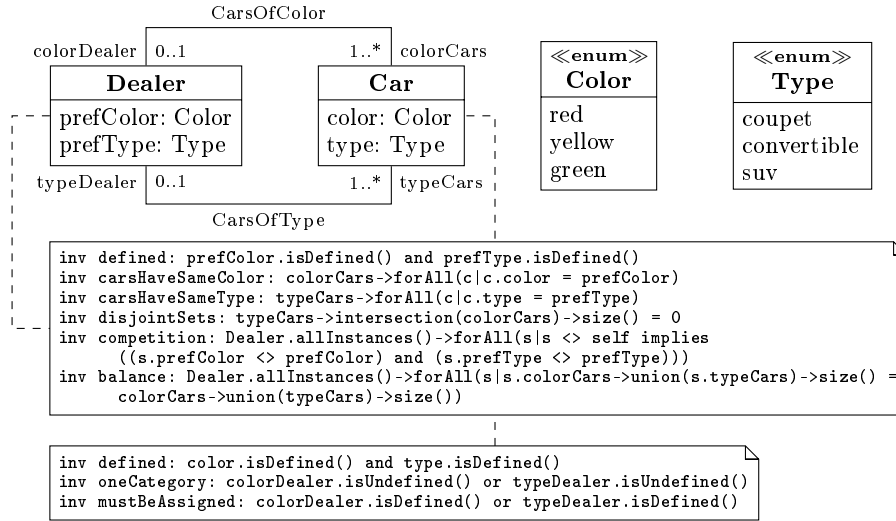 CarsOfColor
colorDealer 0..1 1..* colorCars
Dealer
prefColor: Color
prefType: Type
Car
color: Color
type: Type
typeDealer 0..1 1..* typeCars
CarsOfType
≪enum≫
Color
red
yellow
green
≪enum≫
Type
coupet
convertible
suv
inv defined: prefColor.isDefined() and prefType.isDefined()
inv carsHaveSameColor: colorCars->forAll(c|c.color = prefColor)
inv carsHaveSameType: typeCars->forAll(c|c.type = prefType)
inv disjointSets: typeCars->intersection(colorCars)->size() = 0
inv competition: Dealer.allInstances()->forAll(s|s <> self implies
((s.prefColor <> prefColor) and (s.prefType <> prefType)))
inv balance: Dealer.allInstances()->forAll(s|s.colorCars->union(s.typeCars)->size() =
colorCars->union(typeCars)->size())
inv defined: color.isDefined() and type.isDefined()
inv oneCategory: colorDealer.isUndefined() or typeDealer.isUndefined()
inv mustBeAssigned: colorDealer.isDefined() or typeDealer.isDefined()